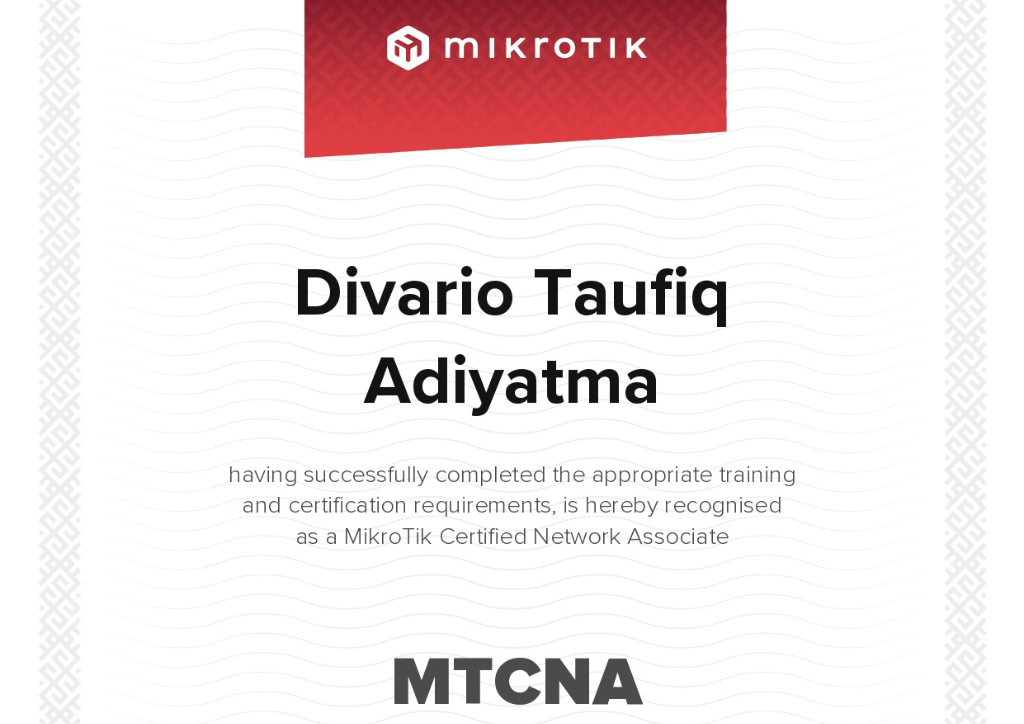 mikrotik
Divario Taufiq
Adiyatma
having successfully completed the appropriate training
and certification requirements, is hereby recognised
as a MikroTik Certified Network Associate
MTCNA